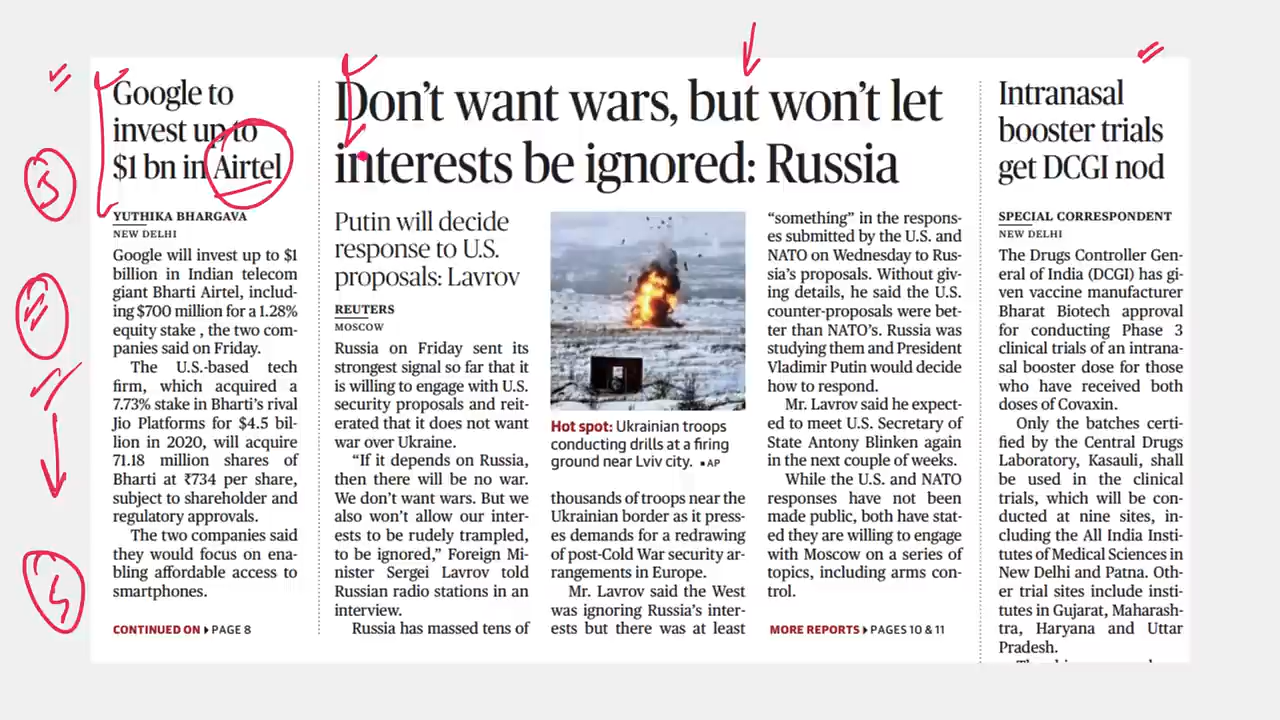 Google to
invest up to
$1 bn in Airtel
YUTHIKA BHARGAVA
NEW DELHI
Google will invest up to $1
billion in Indian telecom
giant Bharti Airtel, includ-
ing $700 million for a 1.28%
equity stake , the two com-
panies said on Friday.
The U.S.-based tech
firm, which acquired a
7.73% stake in Bharti's rival
Jio Platforms for $4.5 bil-
lion in 2020, will acquire
71.18 million shares of
Bharti at ₹734 per share,
subject to shareholder and
regulatory approvals.
The two companies said
they would focus on ena-
bling affordable access to
smartphones.
CONTINUED ON PAGE 8
Don't want wars, but won't let
interests be ignored: Russia
Putin will decide
response to U.S.
proposals: Lavrov
REUTERS
MOSCOW
Russia on Friday sent its
strongest signal so far that it
is willing to engage with U.S.
security proposals and reit-
erated that it does not want
war over Ukraine.
"If it depends on Russia,
then there will be no war.
We don't want wars. But we
also won't allow our inter-
ests to be rudely trampled,
to be ignored," Foreign Mi-
nister Sergei Lavrov told
Russian radio stations in an
interview.
Russia has massed tens of
Hot spot: Ukrainian troops
conducting drills at a firing
ground near Lviv city. ▪AP
thousands of troops near the
Ukrainian border as it press-
es demands for a redrawing
of post-Cold War security ar-
rangements in Europe.
Mr. Lavrov said the West
was ignoring Russia's inter-
ests but there was at least
"something" in the respons-
es submitted by the U.S. and
NATO on Wednesday to Rus-
sia's proposals. Without giv-
ing details, he said the U.S.
counter-proposals were bet-
ter than NATO's. Russia was
studying them and President
Vladimir Putin would decide
how to respond.
Mr. Lavrov said he expect-
ed to meet U.S. Secretary of
State Antony Blinken again
in the next couple of weeks.
While the U.S. and NATO
responses have not been
made public, both have stat-
ed they are willing to engage
with Moscow on a series of
topics, including arms con-
trol.
MORE REPORTS PAGES 10 & 11
Intranasal
booster trials
get DCGI nod
SPECIAL CORRESPONDENT
NEW DELHI
The Drugs Controller Gen-
eral of India (DCGI) has gi-
ven vaccine manufacturer
Bharat Biotech approval
for conducting Phase 3
clinical trials of an intrana-
sal booster dose for those
who have received both
doses of Covaxin.
Only the batches certi-
fied by the Central Drugs
Laboratory, Kasauli, shall
be used in the clinical
trials, which will be con-
ducted at nine sites, in-
cluding the All India Insti-
tutes of Medical Sciences in
New Delhi and Patna. Oth-
er trial sites include insti-
tutes in Gujarat, Maharash-
tra, Haryana and Uttar
Pradesh.